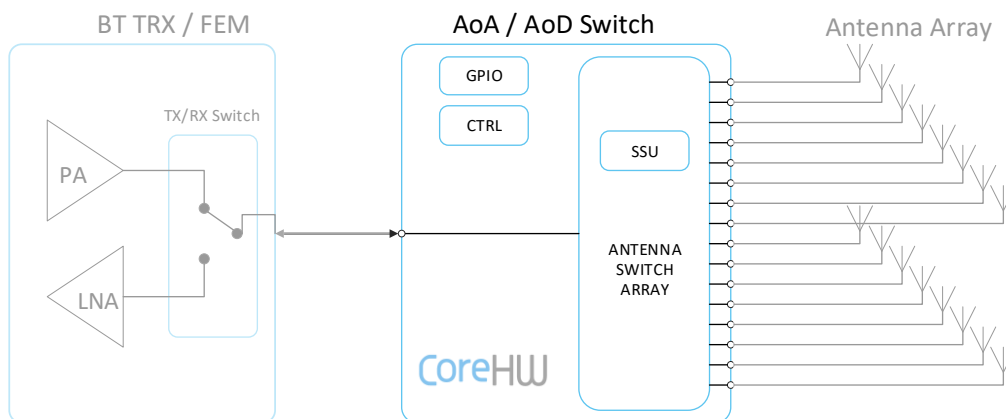 BT TRX / FEM
AoA / AoD Switch
Antenna Array
GPIO
TX/RX Switch
CTRL
SSU
PA
ANTENNA
SWITCH
ARRAY
LNA
CoreHW